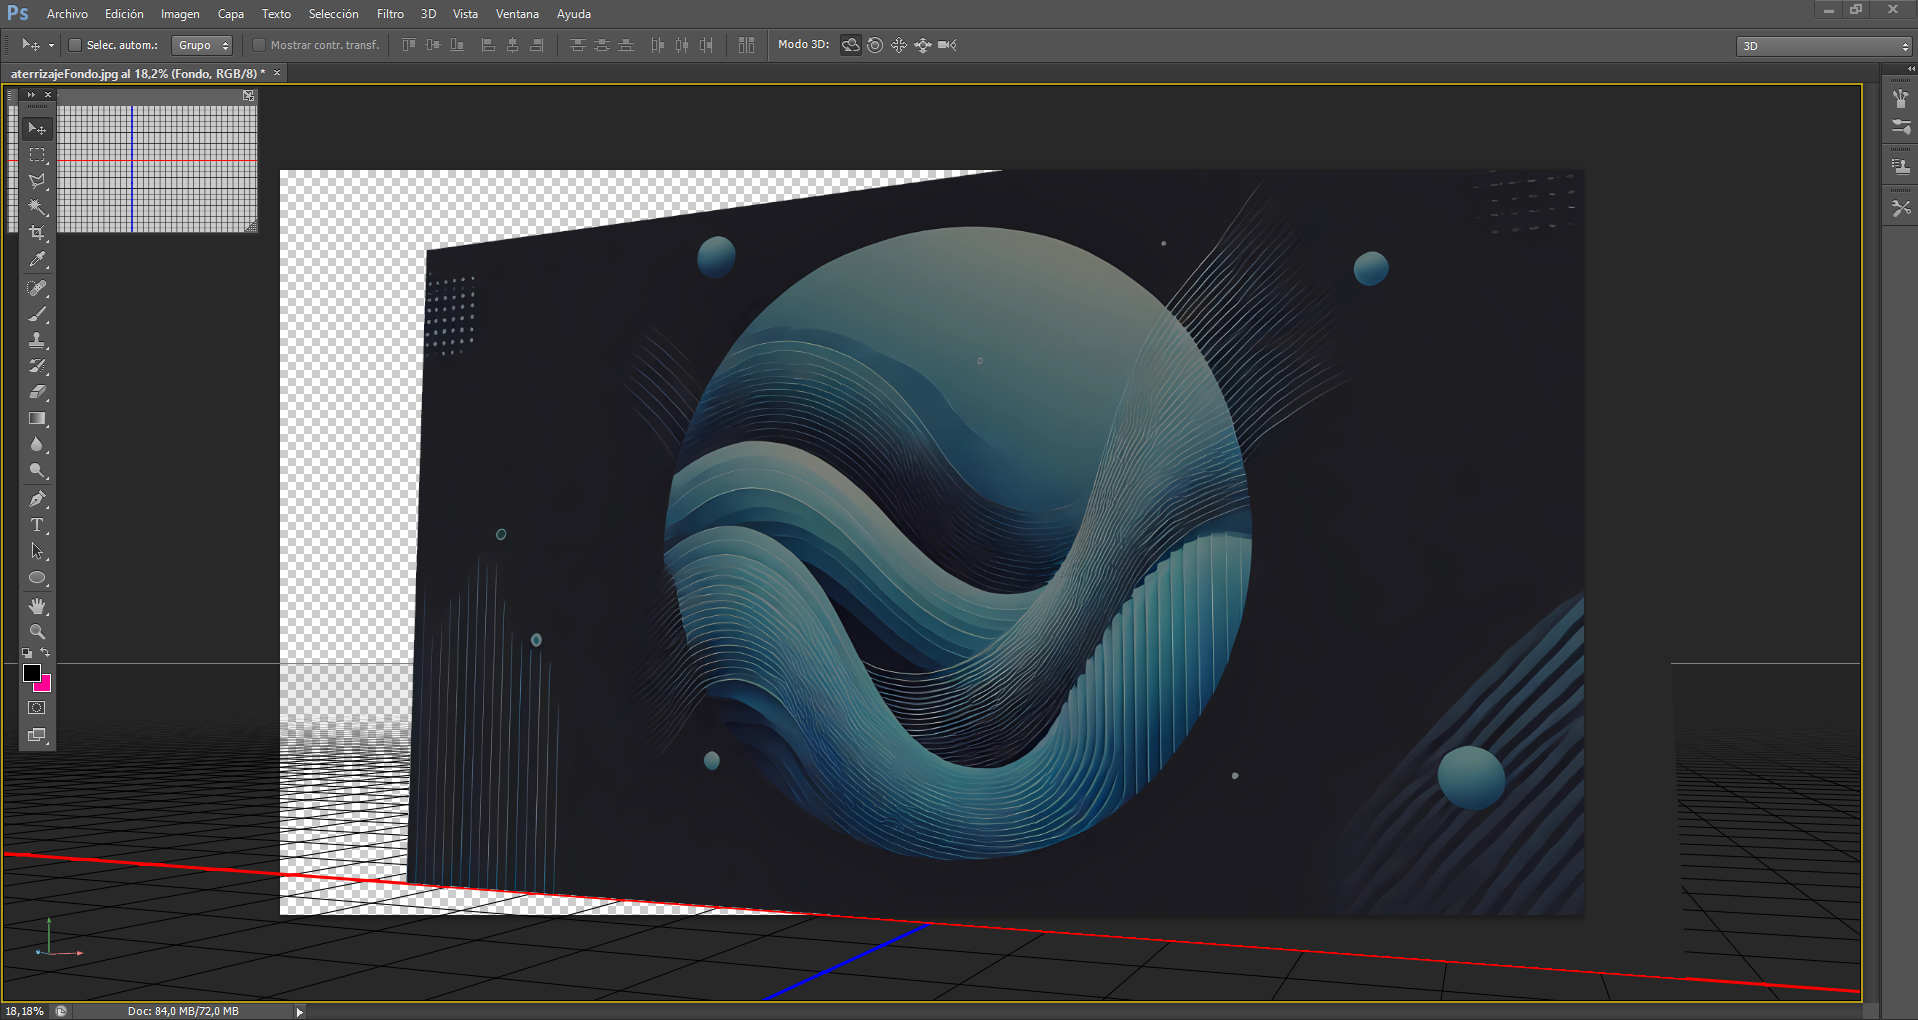 Ps Archivo Edición Imagen Capa Texto Selección Filtro 3D Vista Ventana Ayuda
Selec. autom.: Grupo Mostrar contr. transf. Modo 3D: 3D
aterrizajeFondo.jpg al 18,2% (Fondo, RGB/8) *
T
18,18% Doc: 84,0 MB/72,0 MB